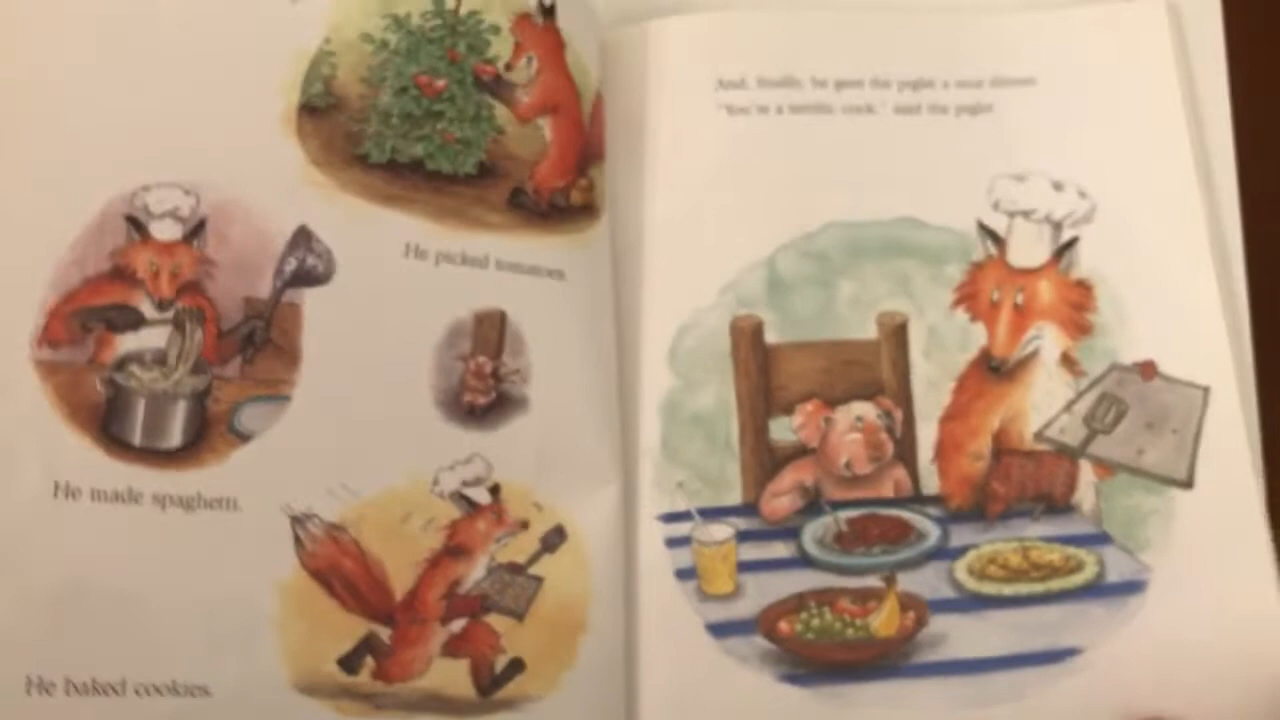 He picked tomatoes.
He made spaghetti.
He baked cookies.
And, finally, he gave the piglet a nice dinner.
"You're a terrific cook," said the piglet.